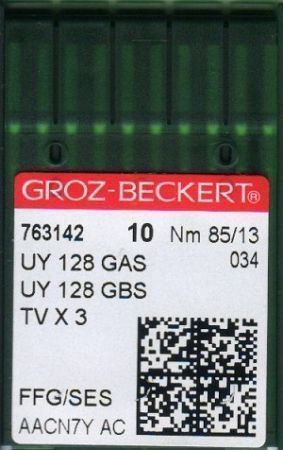 GROZ-BECKERT®
763142 10 Nm 85/13
UY 128 GAS 034
UY 128 GBS
TV X 3
FFG/SES
AACN7Y AC